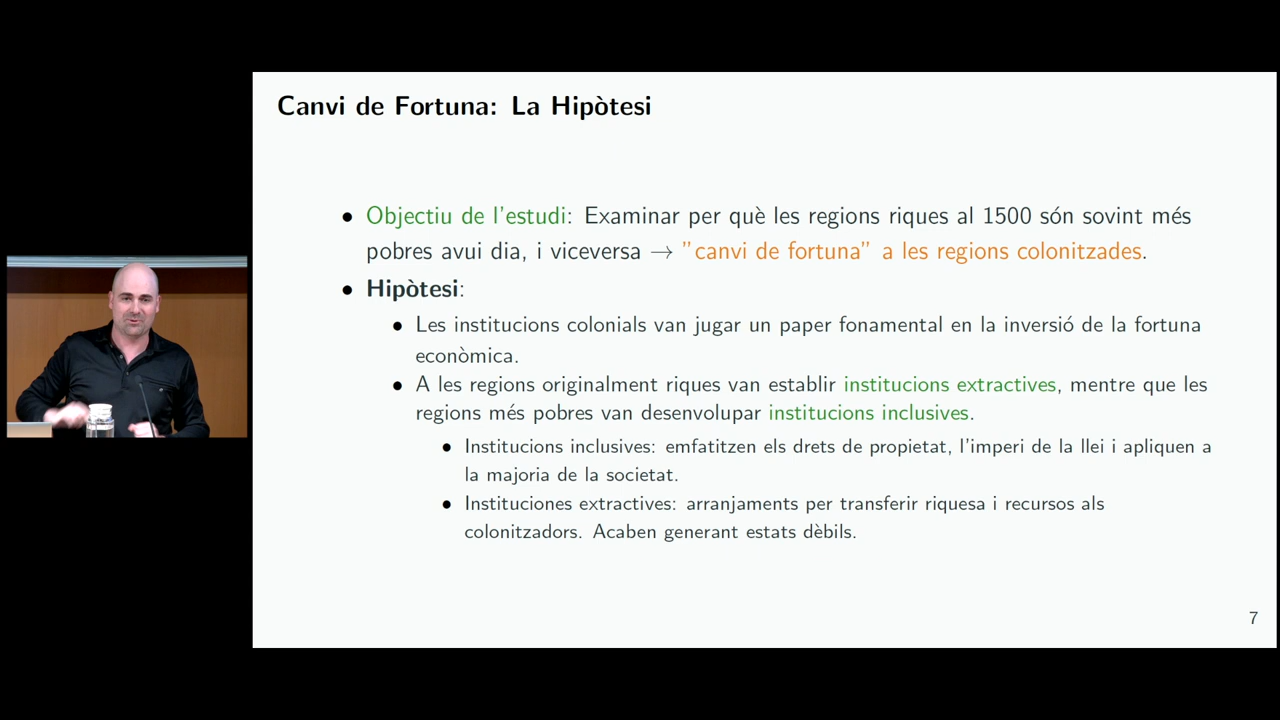 Canvi de Fortuna: La Hipòtesi
• Objectiu de l'estudi: Examinar per què les regions riques al 1500 són sovint més
pobres avui dia, i viceversa → "canvi de fortuna" a les regions colonitzades.
• Hipòtesi:
• Les institucions colonials van jugar un paper fonamental en la inversió de la fortuna
econòmica.
• A les regions originalment riques van establir institucions extractives, mentre que les
regions més pobres van desenvolupar institucions inclusives.
• Institucions inclusives: emfatitzen els drets de propietat, l'imperi de la llei i apliquen a
la majoria de la societat.
• Instituciones extractives: arranjaments per transferir riquesa i recursos als
colonitzadors. Acaben generant estats dèbils.
7